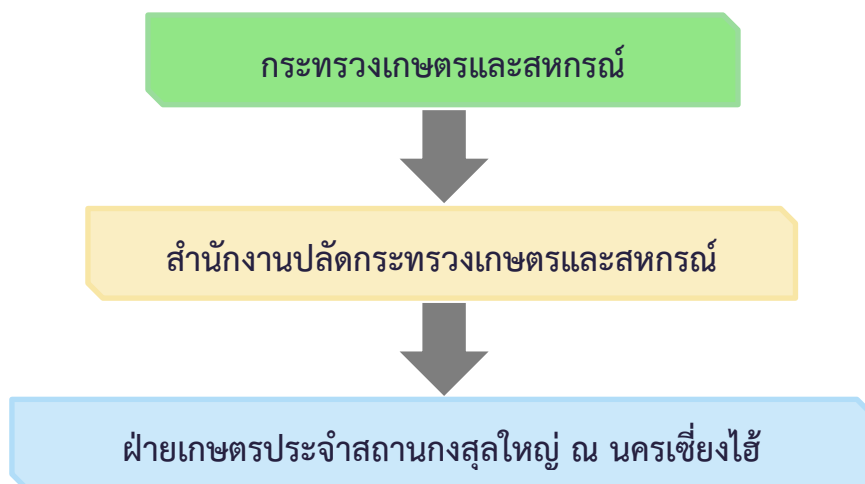 กระทรวงเกษตรและสหกรณ์
สำนักงานปลัดกระทรวงเกษตรและสหกรณ์
ฝ่ายเกษตรประจำสถานกงสุลใหญ่ ณ นครเซี่ยงไฮ้